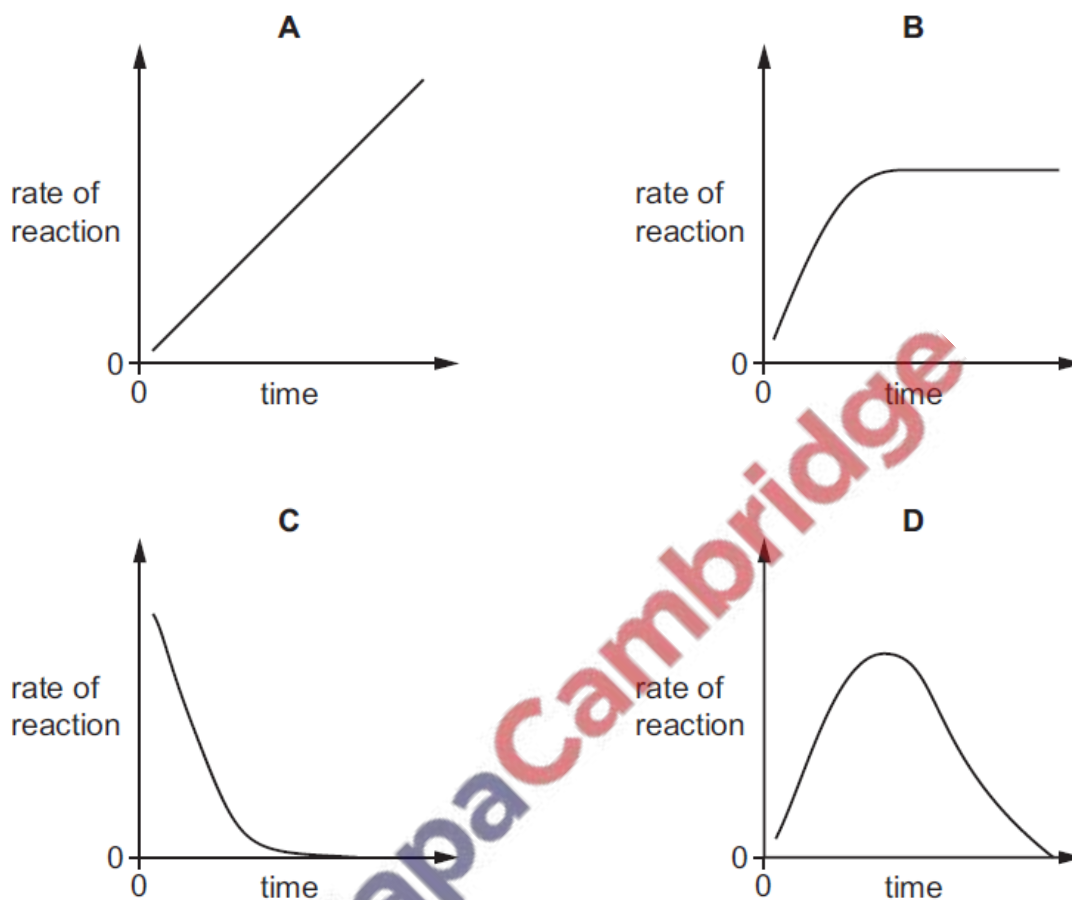 A
B
rate of
reaction
rate of
reaction
0
0
0
time
0
time
C
D
rate of
reaction
rate of
reaction
0
0
0
time
0
time
apaCambridge